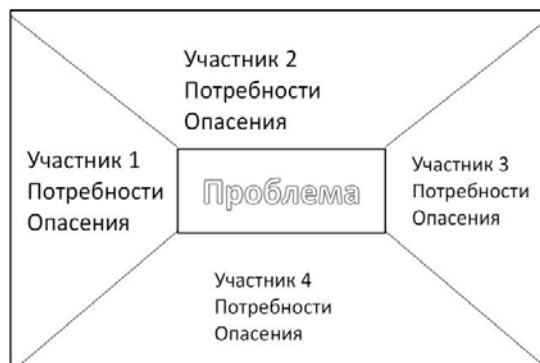 Участник 2
Потребности
Опасения
Участник 1
Потребности
Опасения
Проблема
Участник 3
Потребности
Опасения
Участник 4
Потребности
Опасения